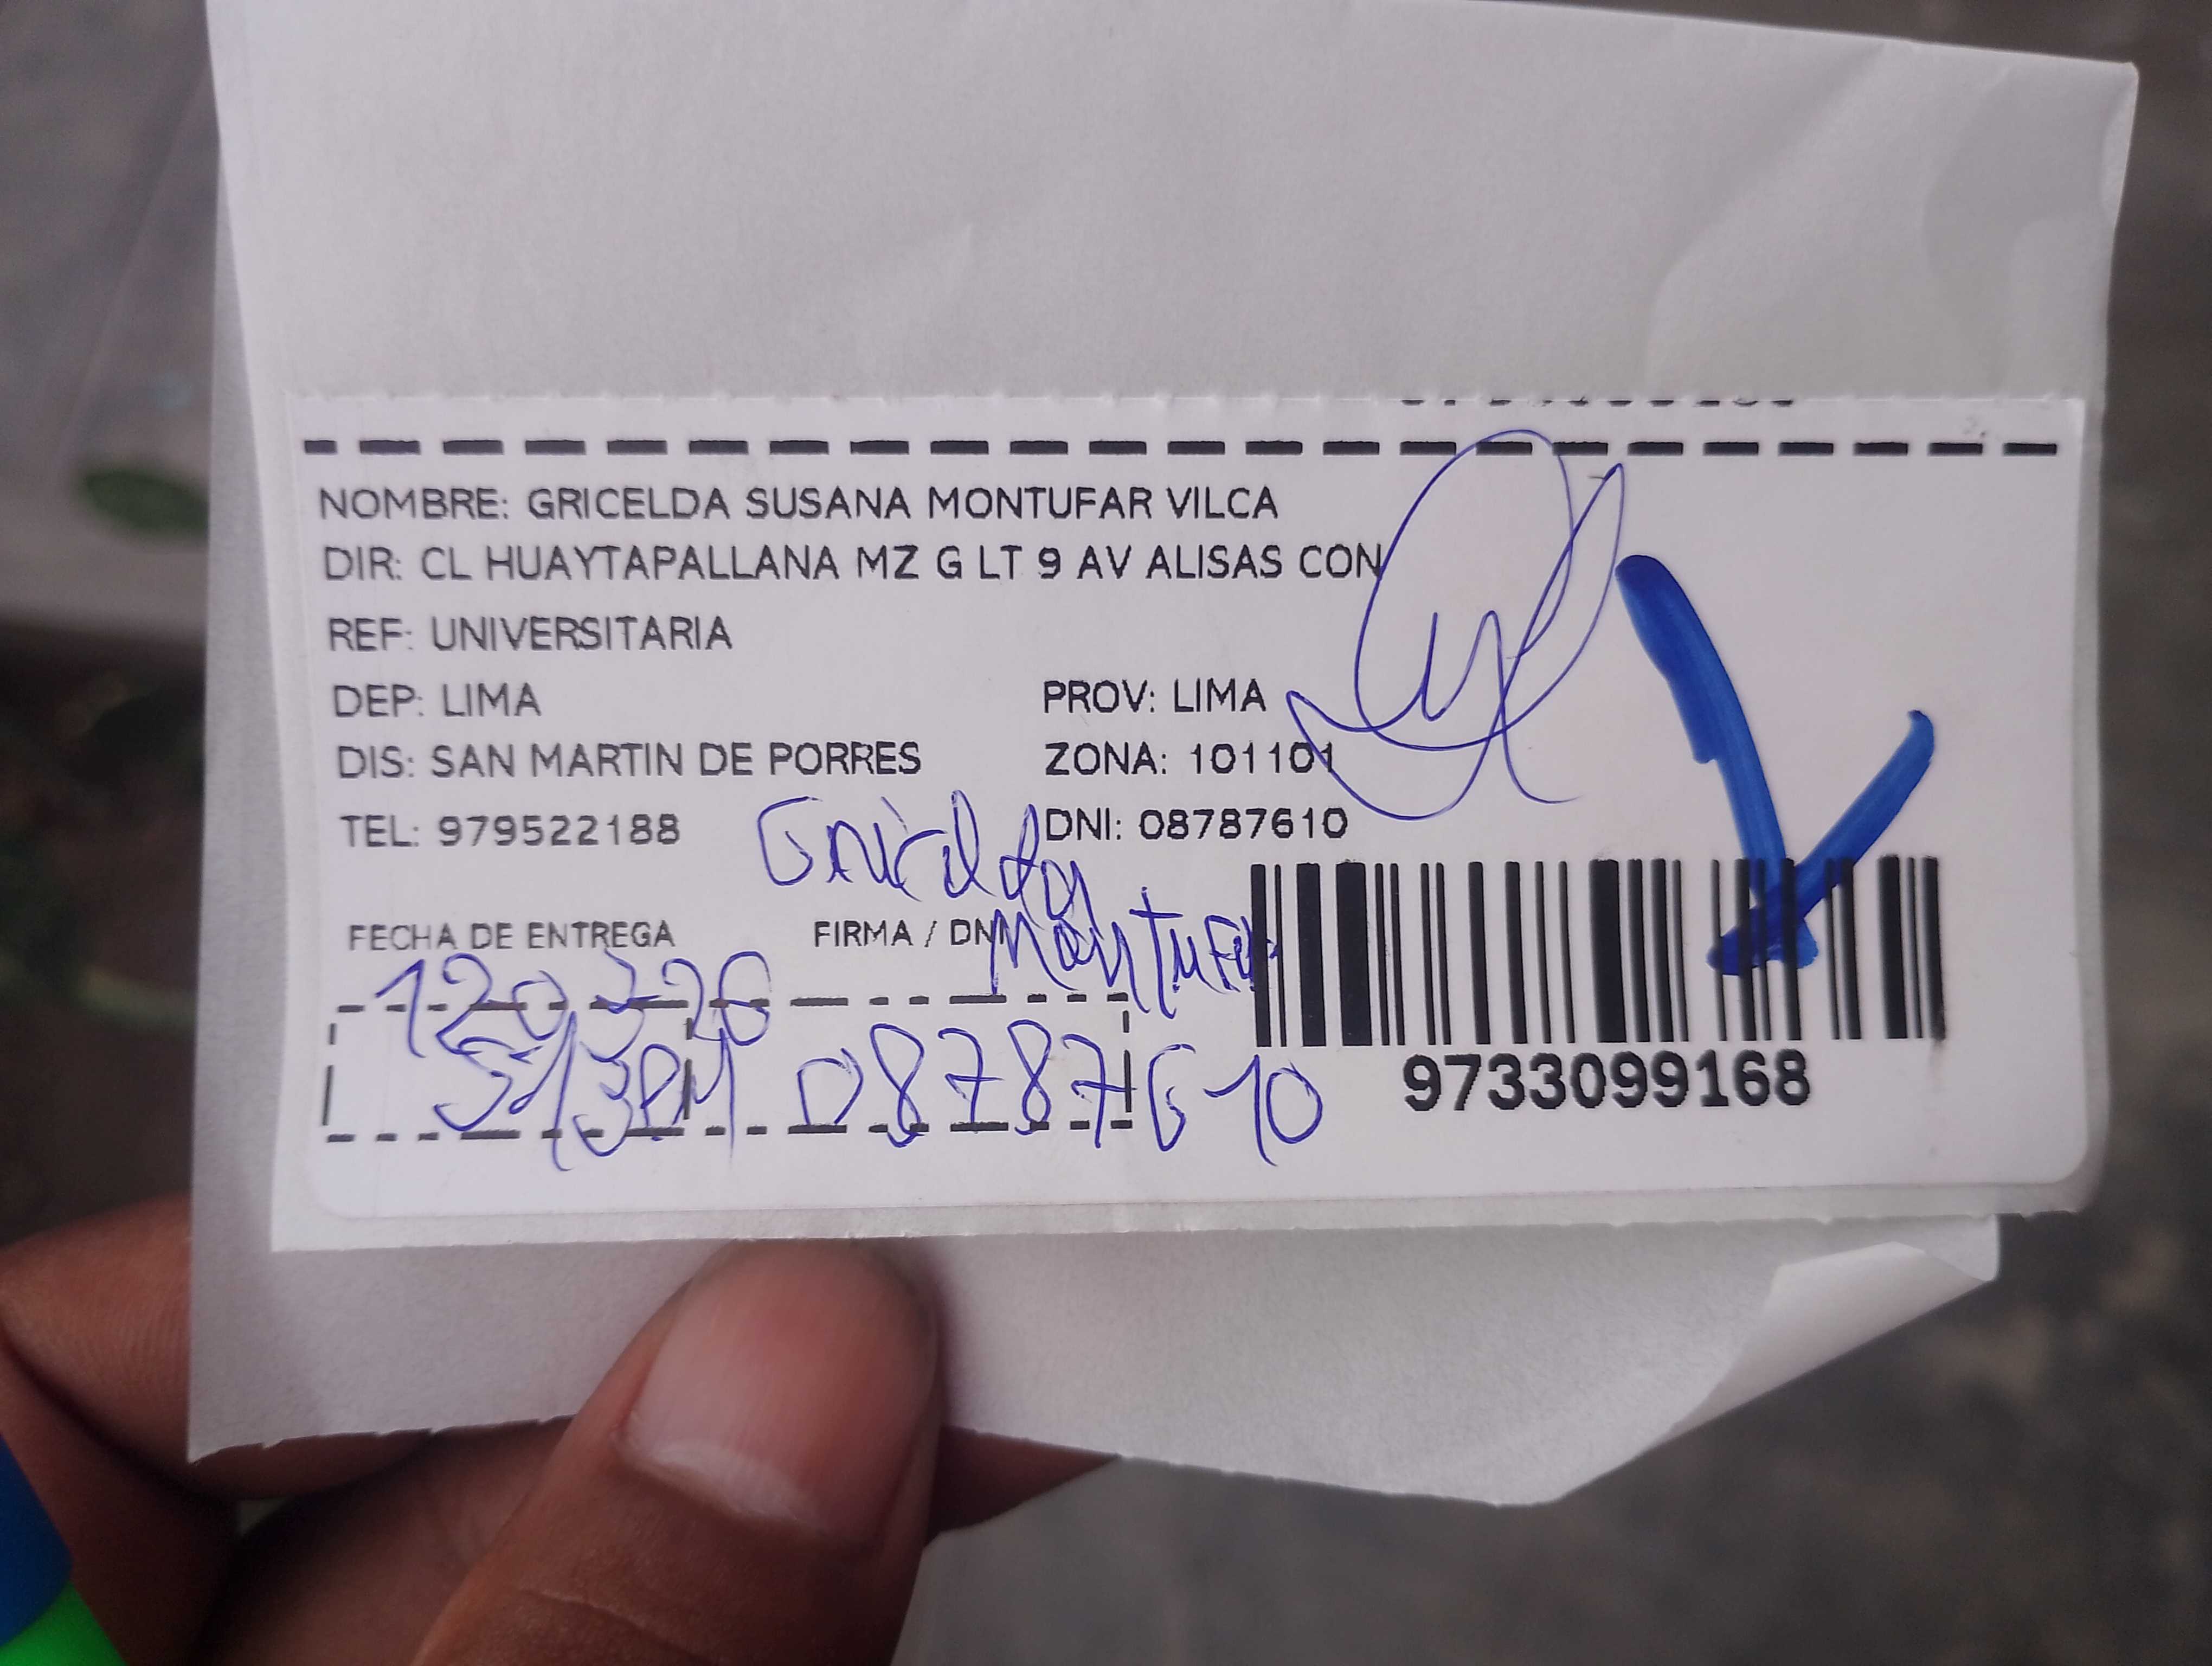 NOMBRE: GRICELDA SUSANA MONTUFAR VILCA
DIR: CL HUAYTAPALLANA MZ G LT 9 AV ALISAS CON
REF: UNIVERSITARIA
DEP: LIMA PROV: LIMA
DIS: SAN MARTIN DE PORRES ZONA: 101101
TEL: 979522188 DNI: 08787610
FECHA DE ENTREGA FIRMA / DNI
Montufar
08787610
9733099168